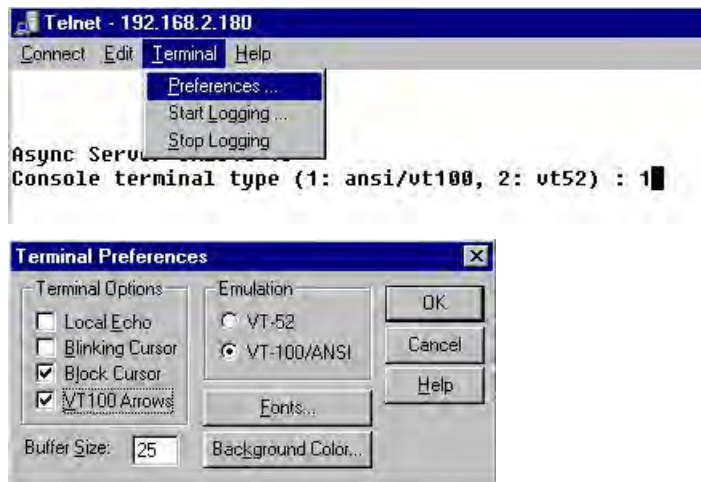 Telnet - 192.168.2.180
Connect Edit Terminal Help
Preferences ...
Start Logging ...
Stop Logging
Async
Console terminal type (1: ansi/vt100, 2: vt52) : 1
Terminal Preferences
Terminal Options
Local Echo
Blinking Cursor
Block Cursor
VT100 Arrows
Buffer Size: 25
Emulation
VT-52
VT-100/ANSI
Fonts...
Background Color...
OK
Cancel
Help